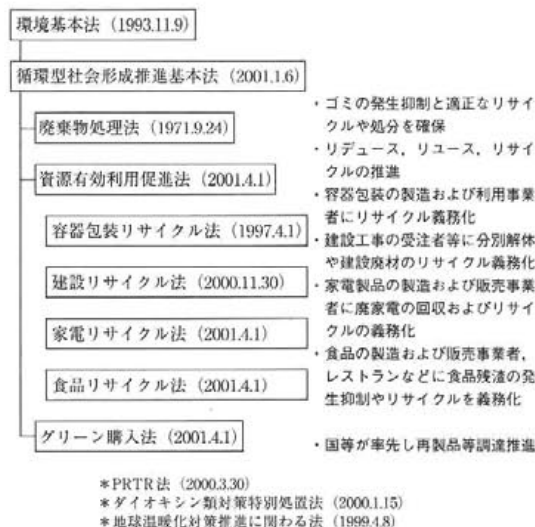 環境基本法 (1993.11.9)
循環型社会形成推進基本法 (2001.1.6)
廃棄物処理法 (1971.9.24)
資源有効利用促進法 (2001.4.1)
容器包装リサイクル法 (1997.4.1)
建設リサイクル法 (2000.11.30)
家電リサイクル法 (2001.4.1)
食品リサイクル法 (2001.4.1)
グリーン購入法 (2001.4.1)
・ゴミの発生抑制と適正なリサイ
クルや処分を確保
・リデュース，リユース，リサイ
クルの推進
・容器包装の製造および利用事業
者にリサイクル義務化
・建設工事の受注者等に分別解体
や建設廃材のリサイクル義務化
・家電製品の製造および販売事業
者に廃家電の回収およびリサイ
クルの義務化
・食品の製造および販売事業者，
レストランなどに食品残渣の発
生抑制やリサイクルを義務化
・国等が率先し再製品等調達推進
＊PRTR法 (2000.3.30)
＊ダイオキシン類対策特別処置法 (2000.1.15)
＊地球温暖化対策推進に関わる法 (1999.4.8)